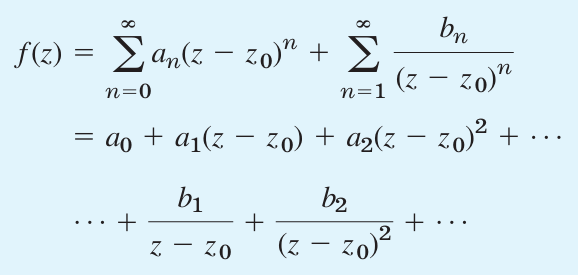 f(z) = ∑_{n=0}^{∞} a_n(z − z_0)^n + ∑_{n=1}^{∞} b_n/(z − z_0)^n
= a_0 + a_1(z − z_0) + a_2(z − z_0)^2 + ⋯
⋯ + b_1/(z − z_0) + b_2/(z − z_0)^2 + ⋯